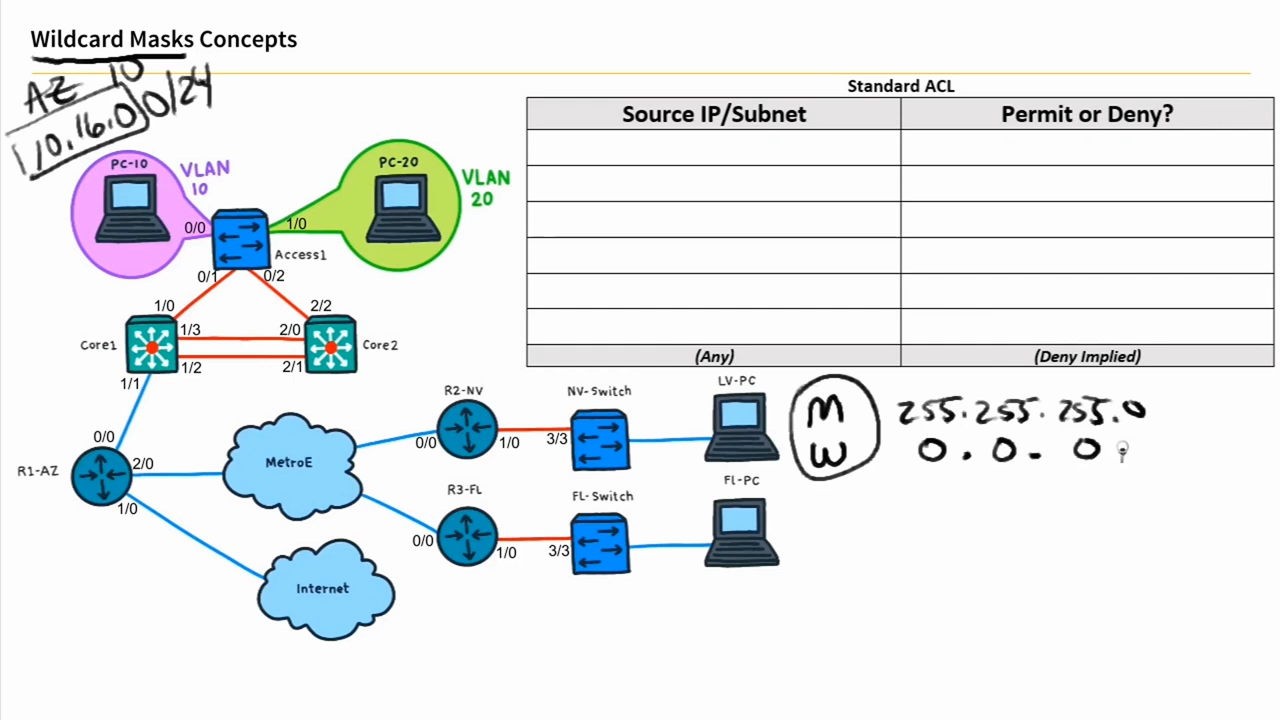 Wildcard Masks Concepts
AZ 10
10.16.0.0/24
Standard ACL
Source IP/Subnet Permit or Deny?
(Any) (Deny Implied)
PC-10
VLAN
10
PC-20
VLAN
20
0/0
1/0
Access1
0/1
0/2
1/0
2/2
1/3
2/0
Core1
Core2
1/2
2/1
1/1
0/0
R1-AZ
2/0
1/0
MetroE
Internet
R2-NV
0/0
1/0
NV-Switch
3/3
LV-PC
R3-FL
0/0
1/0
FL-Switch
3/3
Fl-PC
M 255.255.255.0
W 0.0.0